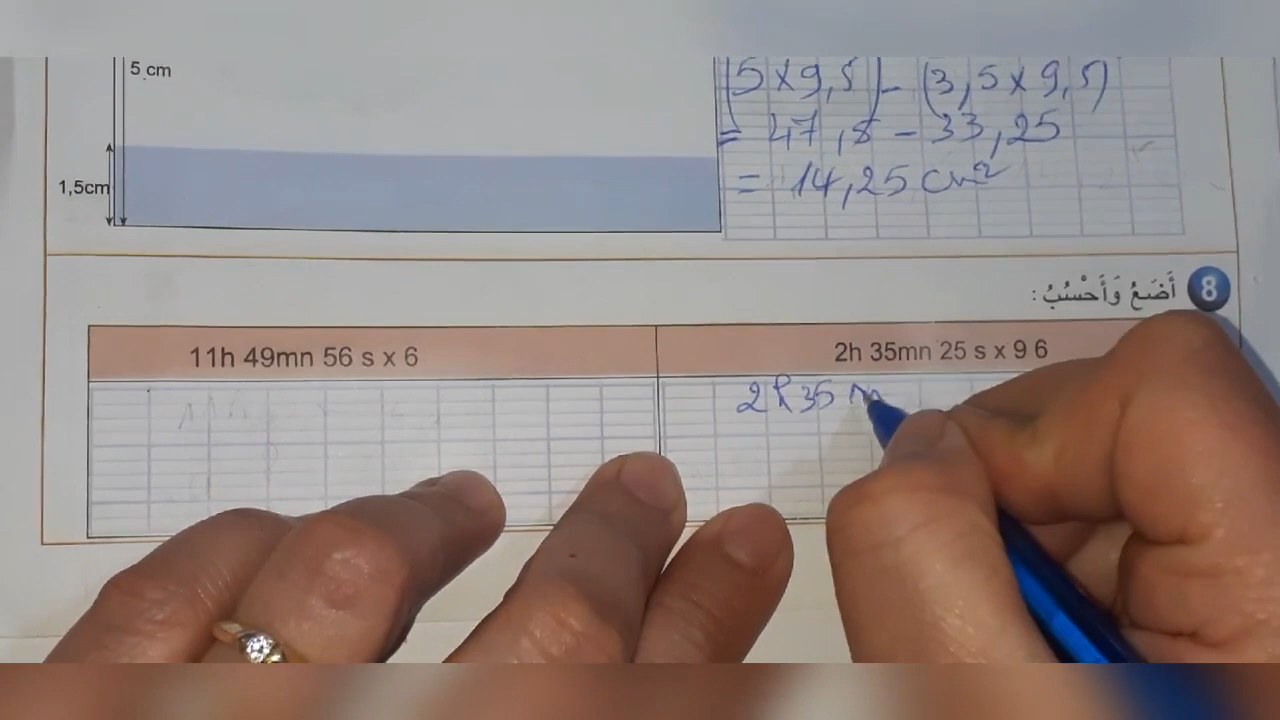 5 cm
(5 x 9,5) - (3,5 x 9,5)
= 47,5 - 33,25
1,5cm
= 14,25 cm²
8 أَضَعُ وَأَحْسُبُ :
11h 49mn 56 s x 6
2h 35mn 25 s x 9 6
2h 35 m